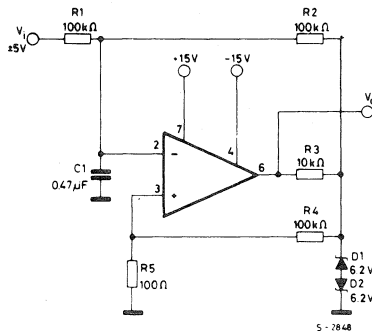 R1
100kΩ
R2
100kΩ
Vi
±5V
+15V
-15V
7
4
2
-
6
3
+
C1
0.47µF
R3
10kΩ
R4
100kΩ
R5
100Ω
D1
6.2V
D2
6.2V
S-2848